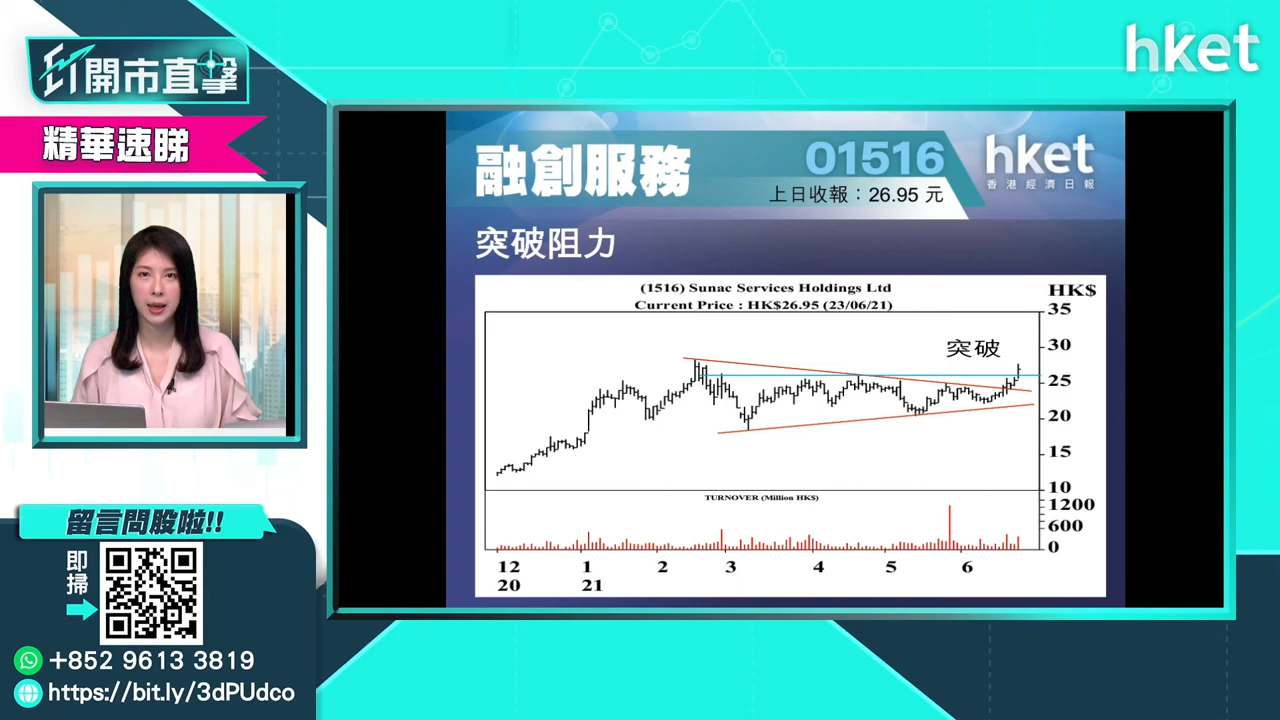 ET開市直擊
hket
精華速睇
融創服務
01516
hket
香港經濟日報
上日收報：26.95 元
突破阻力
(1516) Sunac Services Holdings Ltd
Current Price : HK$26.95 (23/06/21)
HK$
突破
35
30
25
20
15
10
TURNOVER (Million HK$)
1200
600
0
12 1 2 3 4 5 6
20 21
留言問股啦!!
即掃
+852 9613 3819
https://bit.ly/3dPUdco